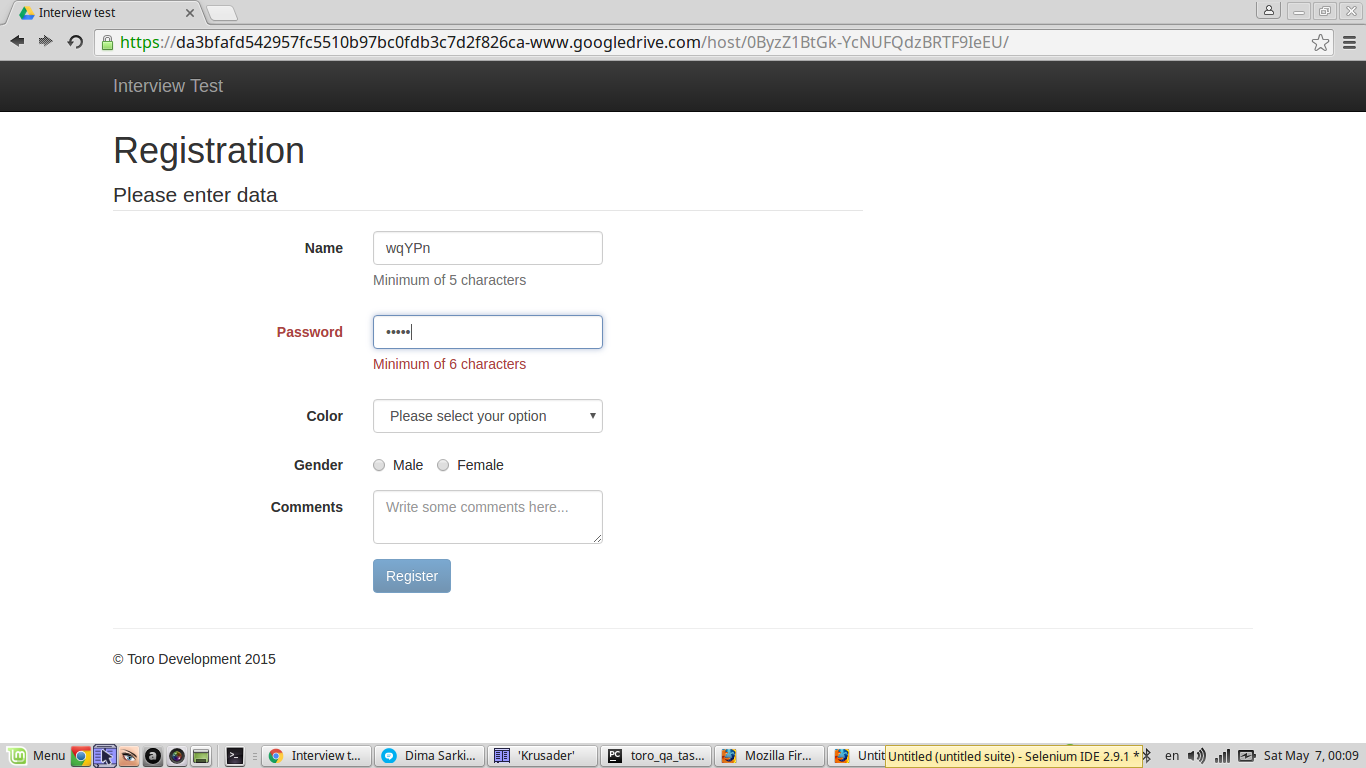 Interview test
https://da3bfafd542957fc5510b97bc0fdb3c7d2f826ca-www.googledrive.com/host/0ByzZ1BtGk-YcNUFQdzBRTF9IeEU/
Interview Test
Registration
Please enter data
Name wqYPn
Minimum of 5 characters
Password •••••
Minimum of 6 characters
Color Please select your option
Gender Male Female
Comments Write some comments here...
Register
© Toro Development 2015
Menu Interview t... Dima Sarki... 'Krusader' toro_qa_tas... Mozilla Fir... Untit Untitled (untitled suite) - Selenium IDE 2.9.1 * en Sat May 7, 00:09